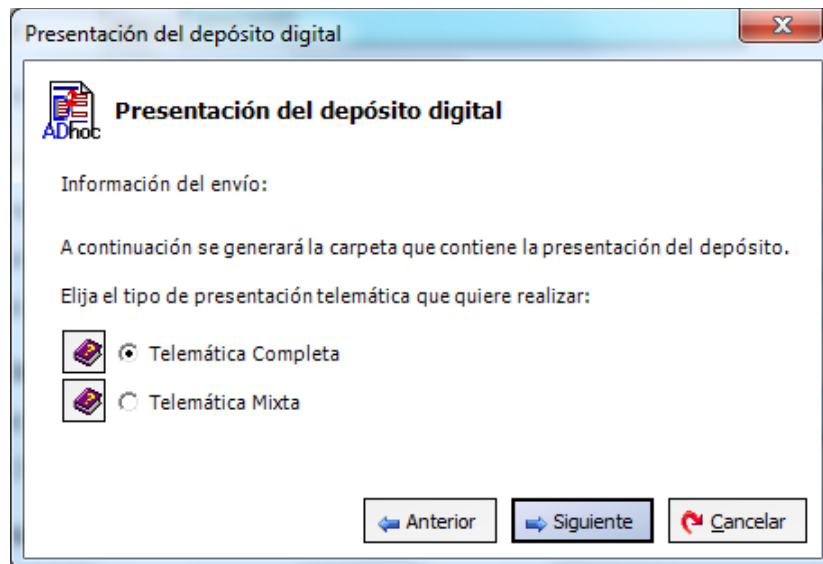 Presentación del depósito digital
ADhoc
Presentación del depósito digital
Información del envío:
A continuación se generará la carpeta que contiene la presentación del depósito.
Elija el tipo de presentación telemática que quiere realizar:
Telemática Completa
Telemática Mixta
Anterior Siguiente Cancelar